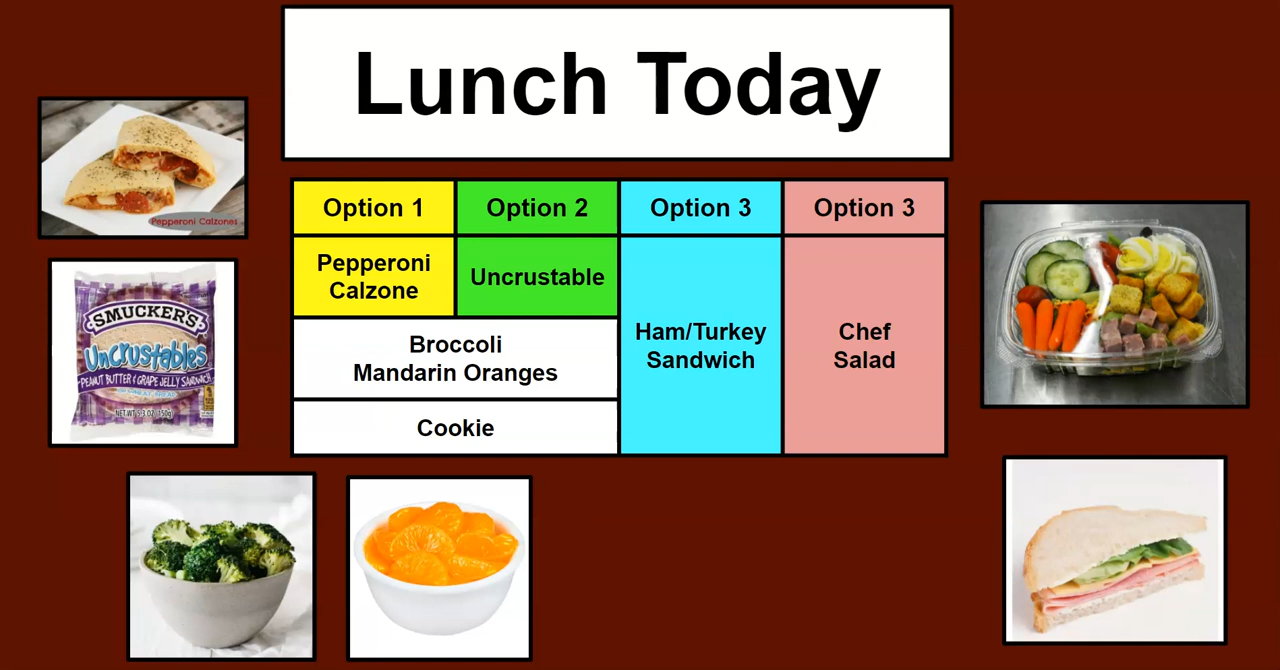 Lunch Today
Pepperoni Calzones
Option 1
Option 2
Option 3
Option 3
Pepperoni
Calzone
Uncrustable
Ham/Turkey
Sandwich
Chef
Salad
Broccoli
Mandarin Oranges
Cookie
SMUCKER'S
Uncrustables
PEANUT BUTTER & GRAPE JELLY SANDWICH